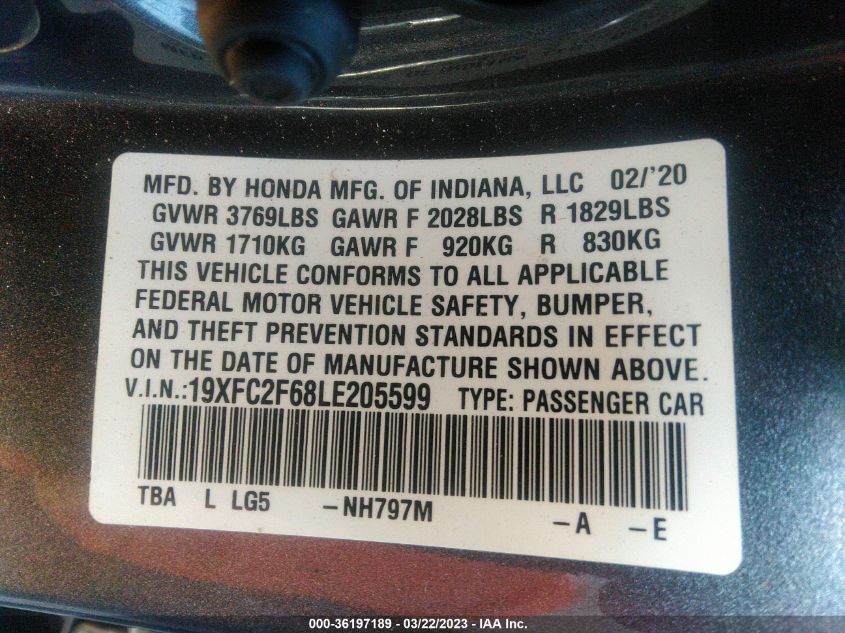 MFD. BY HONDA MFG. OF INDIANA, LLC 02/'20
GVWR 3769LBS GAWR F 2028LBS R 1829LBS
GVWR 1710KG GAWR F 920KG R 830KG
THIS VEHICLE CONFORMS TO ALL APPLICABLE
FEDERAL MOTOR VEHICLE SAFETY, BUMPER,
AND THEFT PREVENTION STANDARDS IN EFFECT
ON THE DATE OF MANUFACTURE SHOWN ABOVE.
V.I.N.:19XFC2F68LE205599 TYPE: PASSENGER CAR
TBA L LG5 -NH797M -A -E
000-36197189 - 03/22/2023 - IAA Inc.